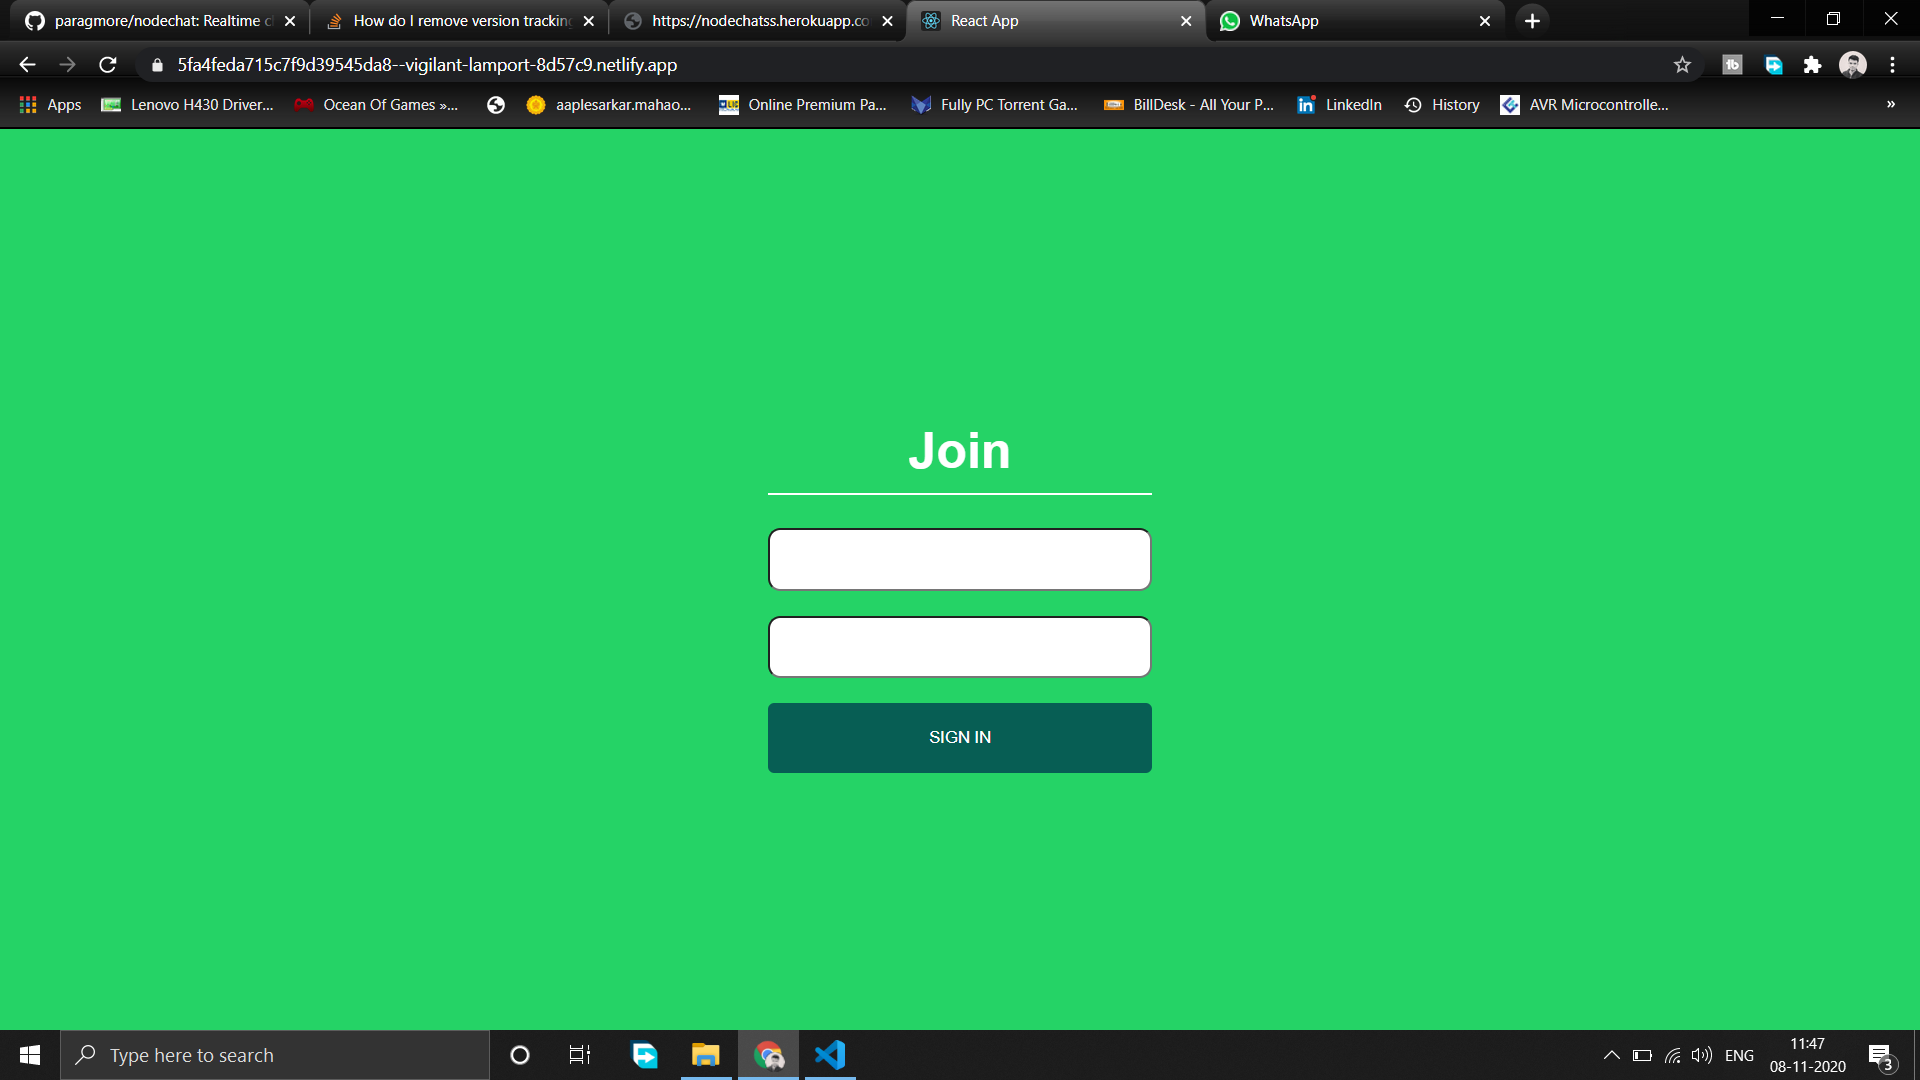 paragmore/nodechat: Realtime c
How do I remove version tracking
https://nodechatss.herokuapp.co
React App
WhatsApp
5fa4feda715c7f9d39545da8--vigilant-lamport-8d57c9.netlify.app
Apps
Lenovo H430 Driver...
Ocean Of Games »...
aaplesarkar.mahao...
Online Premium Pa...
Fully PC Torrent Ga...
BillDesk - All Your P...
LinkedIn
History
AVR Microcontrolle...
»
Join
SIGN IN
Type here to search
ENG
11:47
08-11-2020
3